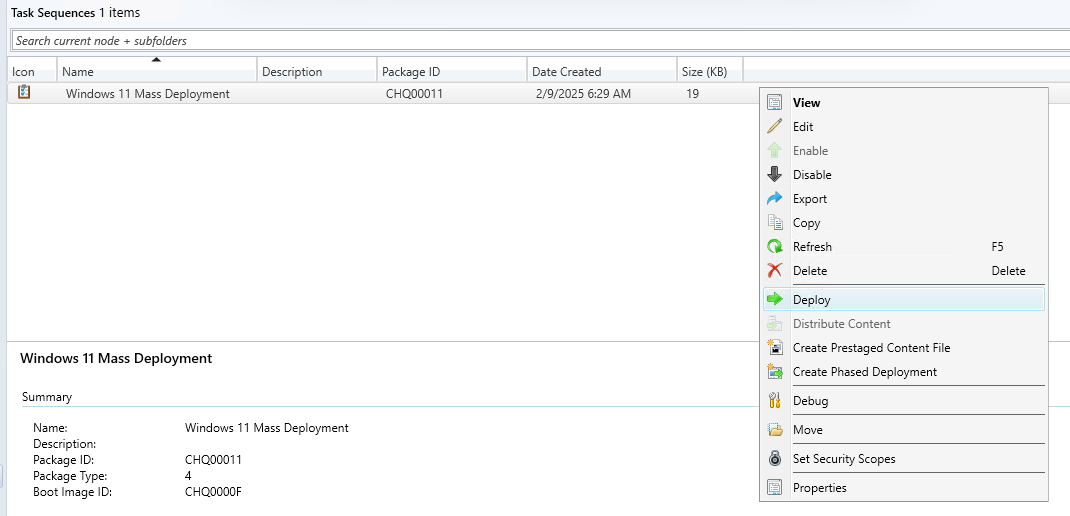 Task Sequences 1 items
Search current node + subfolders
Icon Name Description Package ID Date Created Size (KB)
Windows 11 Mass Deployment CHQ00011 2/9/2025 6:29 AM 19
View
Edit
Enable
Disable
Export
Copy
Refresh F5
Delete Delete
Deploy
Distribute Content
Create Prestaged Content File
Create Phased Deployment
Debug
Move
Set Security Scopes
Properties
Windows 11 Mass Deployment
Summary
Name: Windows 11 Mass Deployment
Description:
Package ID: CHQ00011
Package Type: 4
Boot Image ID: CHQ0000F